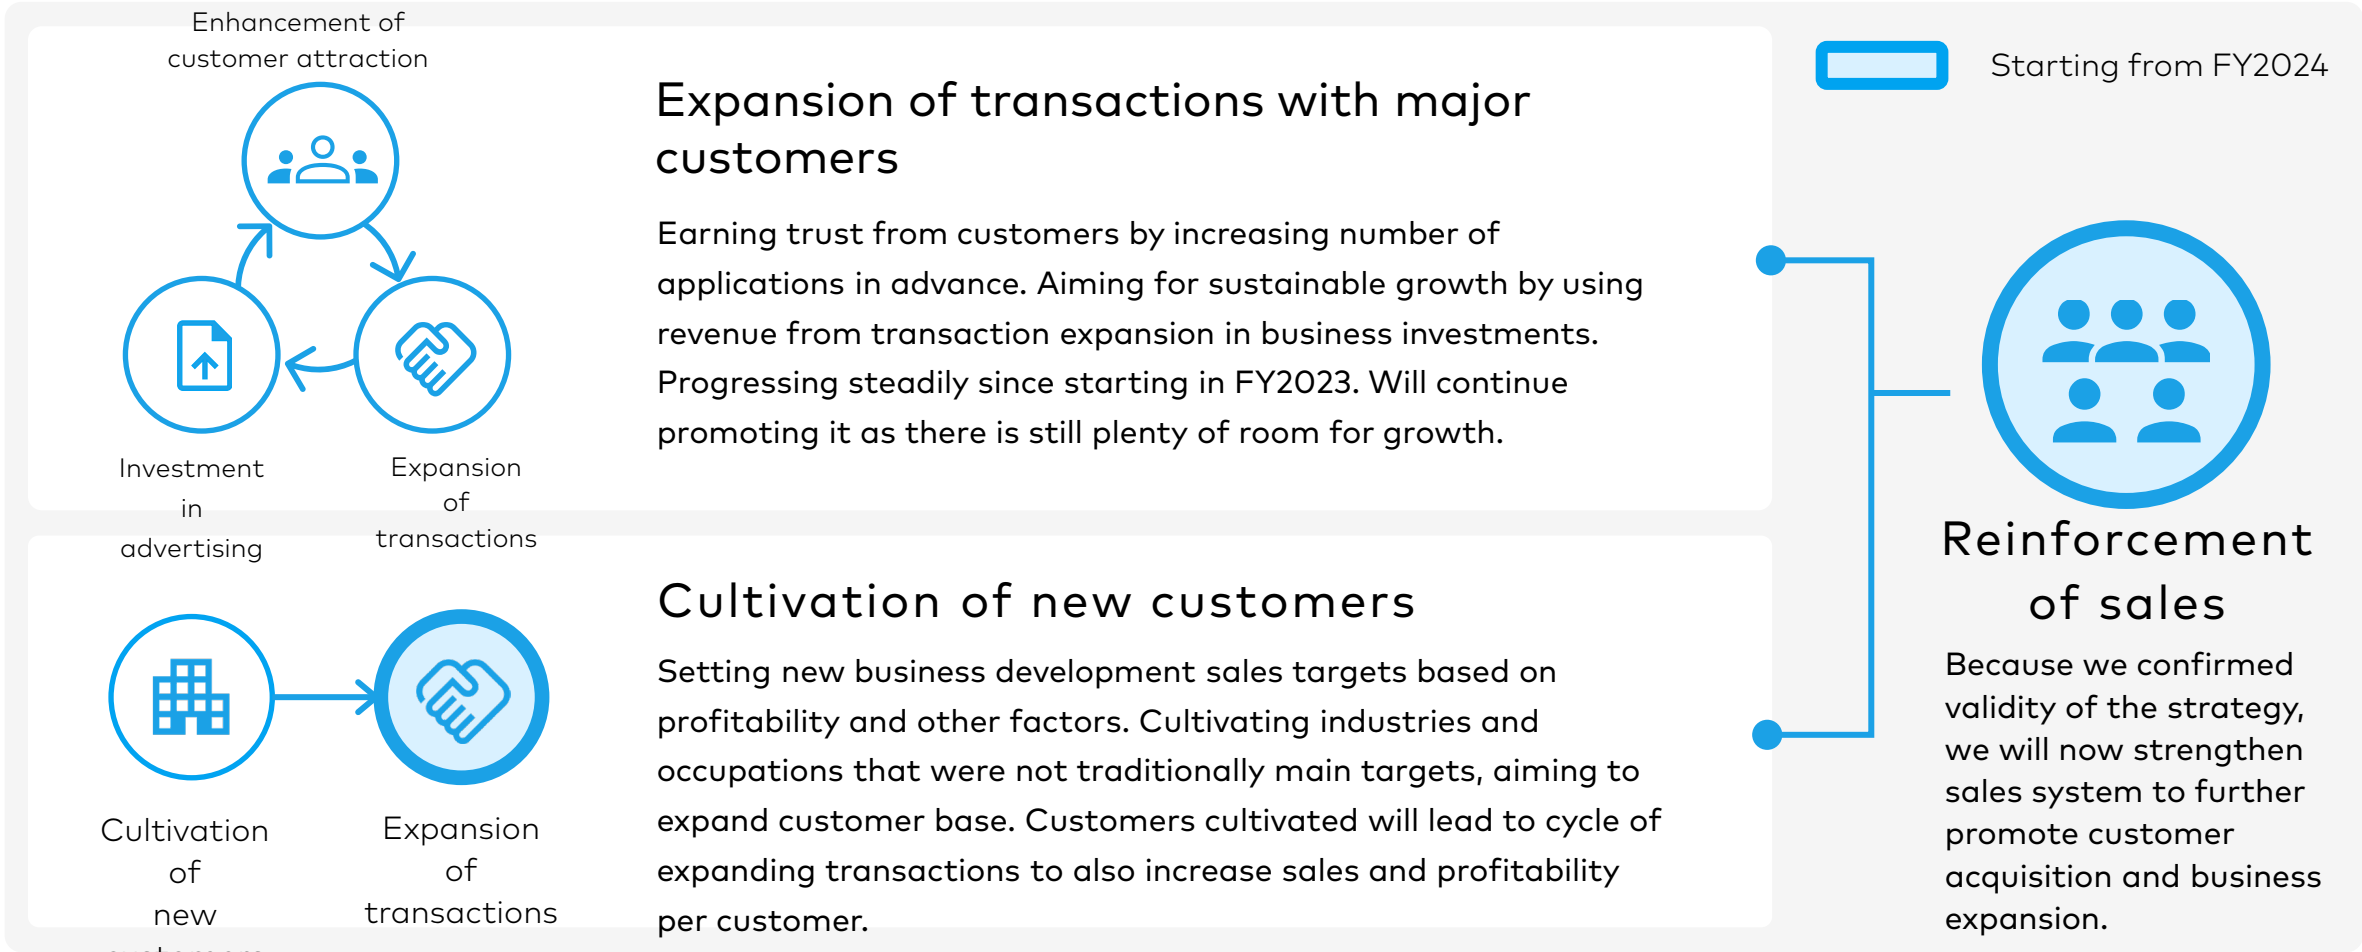 Enhancement of
customer attraction
Investment
in
advertising
Expansion
of
transactions
Expansion of transactions with major
customers
Earning trust from customers by increasing number of
applications in advance. Aiming for sustainable growth by using
revenue from transaction expansion in business investments.
Progressing steadily since starting in FY2023. Will continue
promoting it as there is still plenty of room for growth.
Cultivation
of
new
Expansion
of
transactions
Cultivation of new customers
Setting new business development sales targets based on
profitability and other factors. Cultivating industries and
occupations that were not traditionally main targets, aiming to
expand customer base. Customers cultivated will lead to cycle of
expanding transactions to also increase sales and profitability
per customer.
Starting from FY2024
Reinforcement
of sales
Because we confirmed
validity of the strategy,
we will now strengthen
sales system to further
promote customer
acquisition and business
expansion.